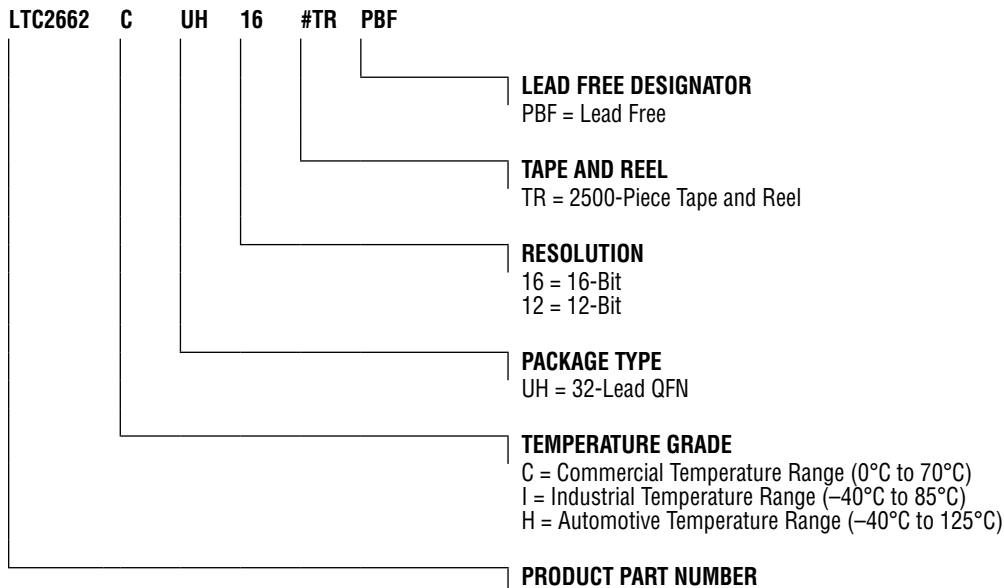 LTC2662 C UH 16 #TR PBF
LEAD FREE DESIGNATOR
PBF = Lead Free
TAPE AND REEL
TR = 2500-Piece Tape and Reel
RESOLUTION
16 = 16-Bit
12 = 12-Bit
PACKAGE TYPE
UH = 32-Lead QFN
TEMPERATURE GRADE
C = Commercial Temperature Range (0°C to 70°C)
I = Industrial Temperature Range (–40°C to 85°C)
H = Automotive Temperature Range (–40°C to 125°C)
PRODUCT PART NUMBER